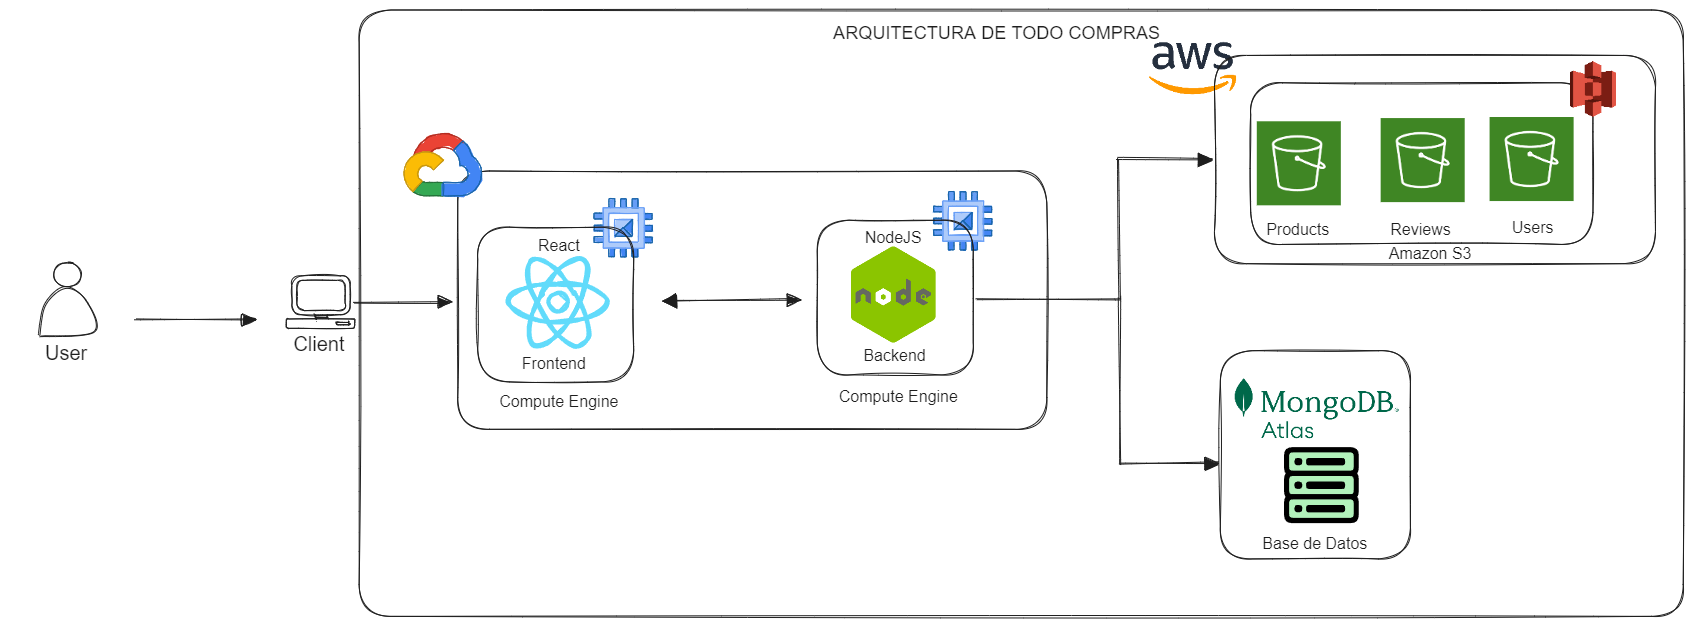 ARQUITECTURA DE TODO COMPRAS
aws
Products
Reviews
Users
Amazon S3
React
Frontend
Compute Engine
NodeJS
node
Backend
Compute Engine
User
Client
MongoDB
Atlas
Base de Datos